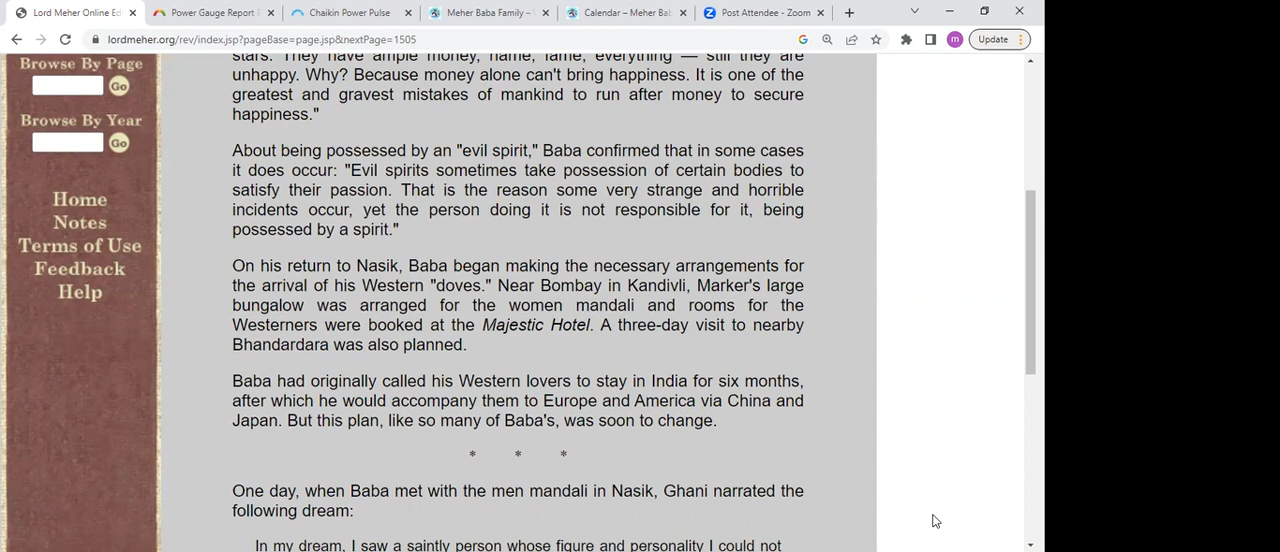 Lord Meher Online Ed
Power Gauge Report
Chaikin Power Pulse
Meher Baba Family –
Calendar – Meher Bab
Post Attendee - Zoom
lordmeher.org/rev/index.jsp?pageBase=page.jsp&nextPage=1505
m
Update
Browse By Page
Go
Browse By Year
Go
Home
Notes
Terms of Use
Feedback
Help
stars. They have ample money, name, fame, everything — still they are
unhappy. Why? Because money alone can't bring happiness. It is one of the
greatest and gravest mistakes of mankind to run after money to secure
happiness."
About being possessed by an "evil spirit," Baba confirmed that in some cases
it does occur: "Evil spirits sometimes take possession of certain bodies to
satisfy their passion. That is the reason some very strange and horrible
incidents occur, yet the person doing it is not responsible for it, being
possessed by a spirit."
On his return to Nasik, Baba began making the necessary arrangements for
the arrival of his Western "doves." Near Bombay in Kandivli, Marker's large
bungalow was arranged for the women mandali and rooms for the
Westerners were booked at the Majestic Hotel. A three-day visit to nearby
Bhandardara was also planned.
Baba had originally called his Western lovers to stay in India for six months,
after which he would accompany them to Europe and America via China and
Japan. But this plan, like so many of Baba's, was soon to change.
* * *
One day, when Baba met with the men mandali in Nasik, Ghani narrated the
following dream:
In my dream, I saw a saintly person whose figure and personality I could not